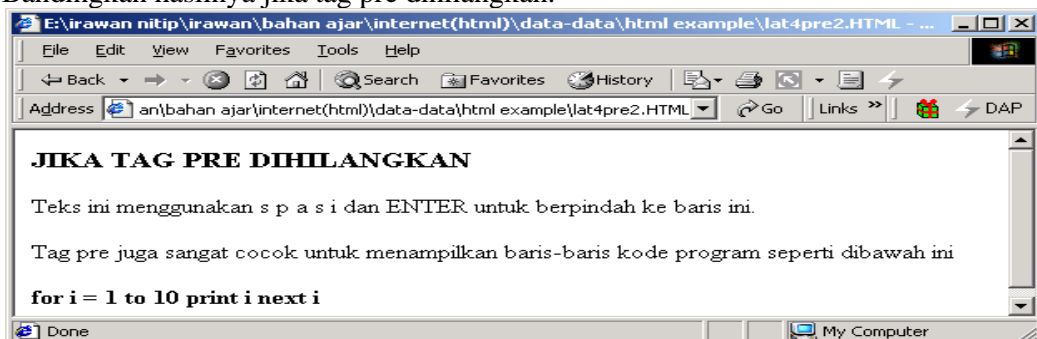 Bandingkan hasilnya jika tag pre dihilangkan.
E:\irawan nitip\irawan\bahan ajar\internet(html)\data-data\html example\lat4pre2.HTML - ...
File Edit View Favorites Tools Help
Back Search Favorites History
Address an\bahan ajar\internet(html)\data-data\html example\lat4pre2.HTML Go Links » DAP
JIKA TAG PRE DIHILANGKAN
Teks ini menggunakan s p a s i dan ENTER untuk berpindah ke baris ini.
Tag pre juga sangat cocok untuk menampilkan baris-baris kode program seperti dibawah ini
for i = 1 to 10 print i next i
Done My Computer